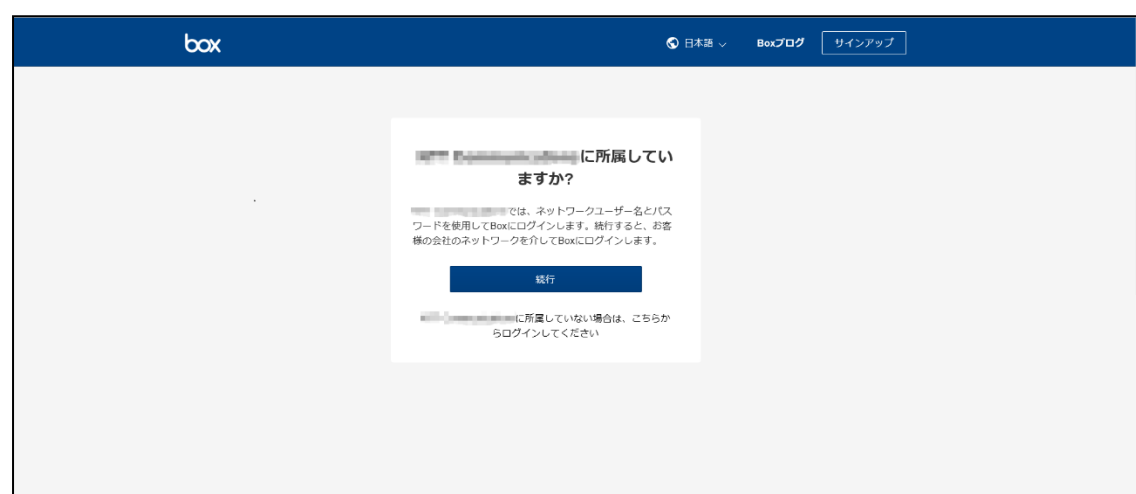 box
日本語
Boxブログ
サインアップ
に所属してい
ますか?
では、ネットワークユーザー名とパス
ワードを使用してBoxにログインします。続行すると、お客
様の会社のネットワークを介してBoxにログインします。
続行
に所属していない場合は、こちらか
らログインしてください